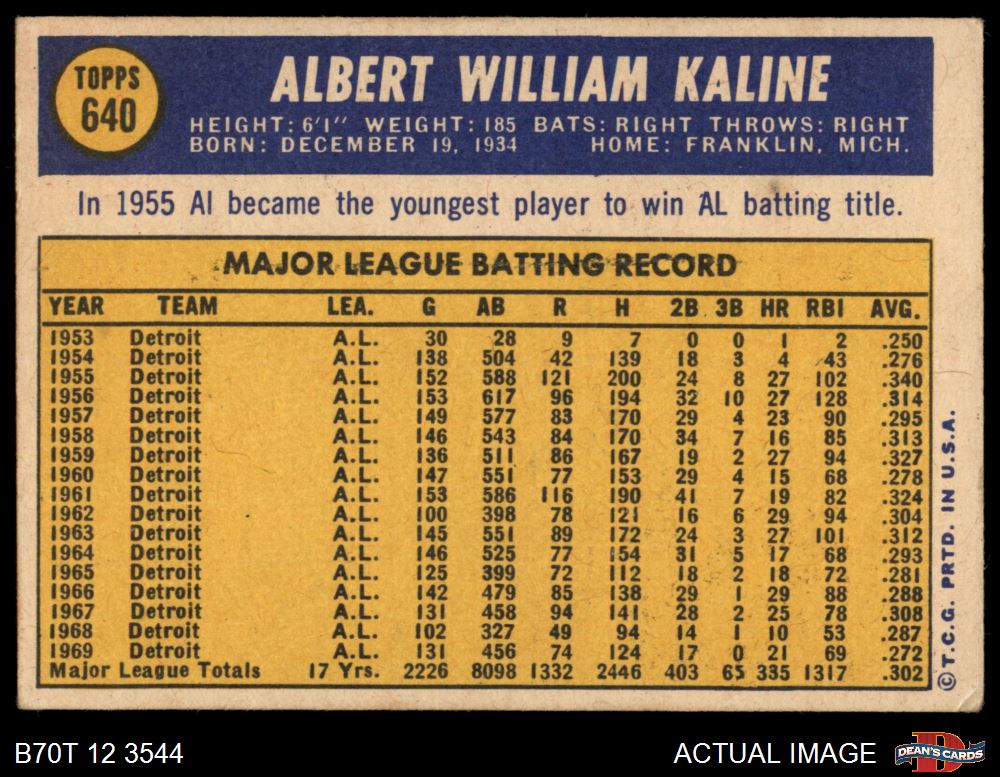 TOPPS
640
ALBERT WILLIAM KALINE
HEIGHT: 6'1" WEIGHT: 185 BATS: RIGHT THROWS: RIGHT
BORN: DECEMBER 19, 1934 HOME: FRANKLIN, MICH.
In 1955 Al became the youngest player to win AL batting title.
MAJOR LEAGUE BATTING RECORD
YEAR TEAM LEA. G AB R H 2B 3B HR RBI AVG.
1953 Detroit A.L. 30 28 9 7 0 0 1 2 .250
1954 Detroit A.L. 138 504 42 139 18 3 4 43 .276
1955 Detroit A.L. 152 588 121 200 24 8 27 102 .340
1956 Detroit A.L. 153 617 96 194 32 10 27 128 .314
1957 Detroit A.L. 149 577 83 170 29 4 23 90 .295
1958 Detroit A.L. 146 543 84 170 34 7 16 85 .313
1959 Detroit A.L. 136 511 86 167 19 2 27 94 .327
1960 Detroit A.L. 147 551 77 153 29 4 15 68 .278
1961 Detroit A.L. 153 586 116 190 41 7 19 82 .324
1962 Detroit A.L. 100 398 78 121 16 6 29 94 .304
1963 Detroit A.L. 145 551 89 172 24 3 27 101 .312
1964 Detroit A.L. 146 525 77 154 31 5 17 68 .293
1965 Detroit A.L. 125 399 72 112 18 2 18 72 .281
1966 Detroit A.L. 142 479 85 138 29 1 29 88 .288
1967 Detroit A.L. 131 458 94 141 28 2 25 78 .308
1968 Detroit A.L. 102 327 49 94 14 1 10 53 .287
1969 Detroit A.L. 131 456 74 124 17 0 21 69 .272
Major League Totals 17 Yrs. 2226 8098 1332 2446 403 65 335 1317 .302
©T.C.G. PRTD. IN U.S.A.
B70T 12 3544
ACTUAL IMAGE
DEAN'S CARDS